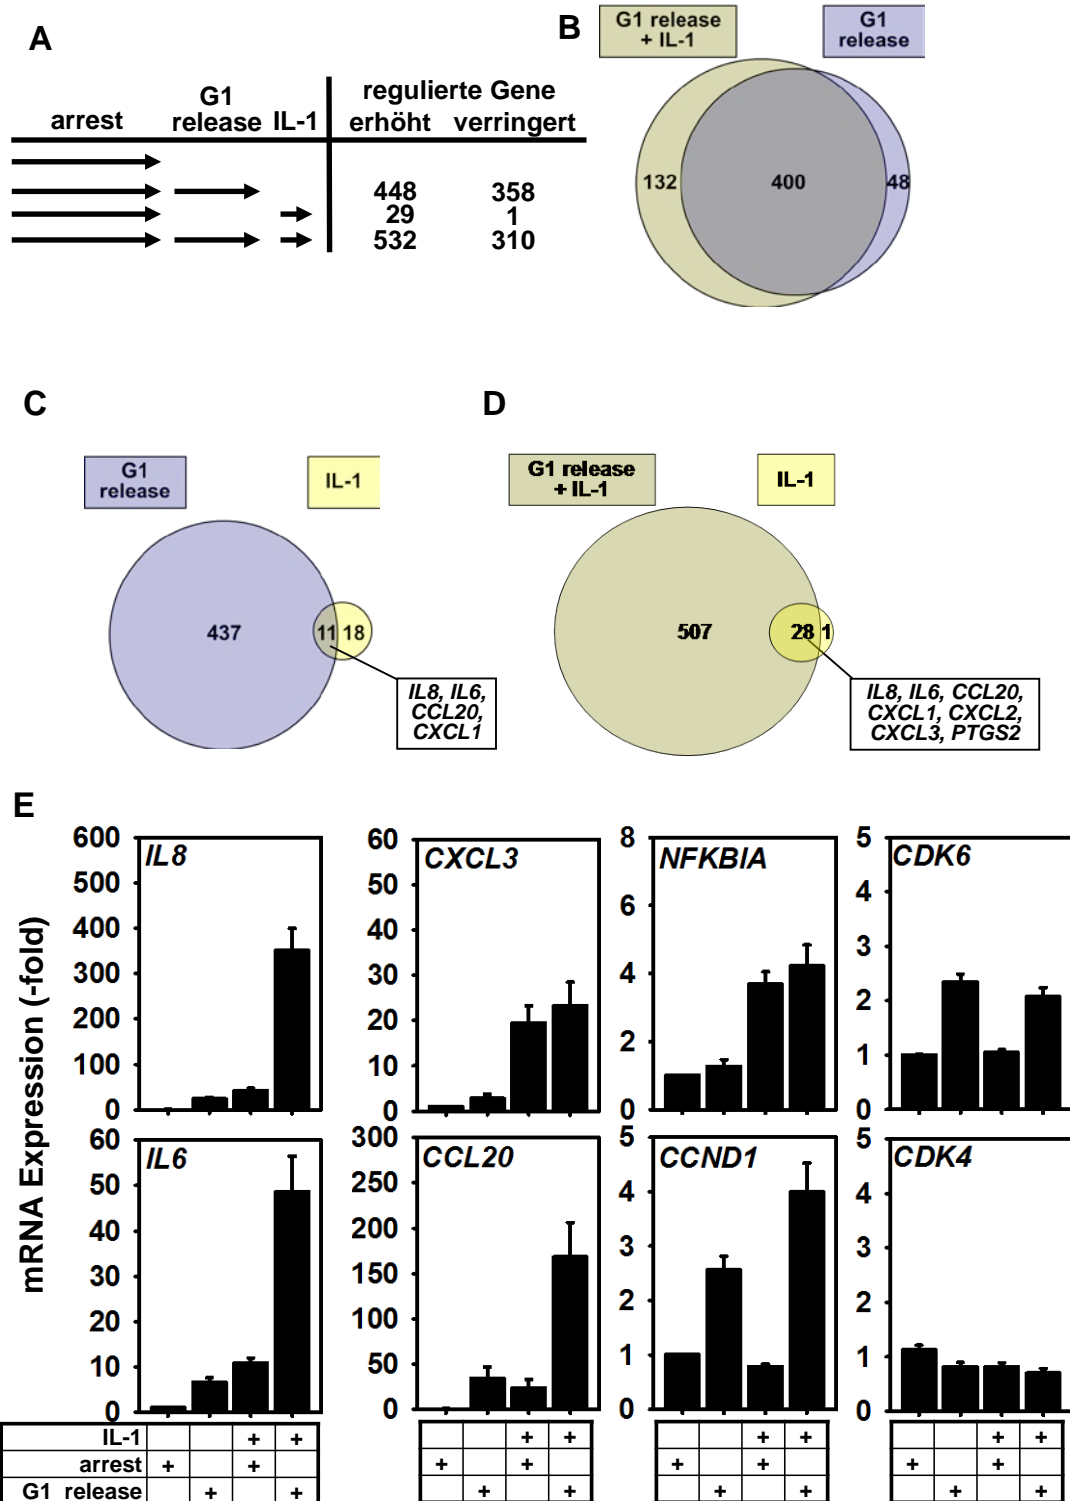 A
arrest
G1
release
IL-1
regulierte Gene
erhöht verringert
448 358
29 1
532 310
B
G1 release
+ IL-1
G1
release
132
400
48
C
G1
release
IL-1
437
11
18
IL8, IL6,
CCL20,
CXCL1
D
G1 release
+ IL-1
IL-1
507
28
1
IL8, IL6, CCL20,
CXCL1, CXCL2,
CXCL3, PTGS2
E
mRNA Expression (-fold)
IL8
600
500
400
300
200
100
0
CXCL3
60
50
40
30
20
10
0
NFKBIA
8
6
4
2
0
CDK6
5
4
3
2
1
0
IL6
60
50
40
30
20
10
0
CCL20
300
250
200
150
100
50
0
CCND1
5
4
3
2
1
0
CDK4
5
4
3
2
1
0
IL-1 + + + + + + + +
arrest + + + + + + + +
G1 release + + + + + + + +